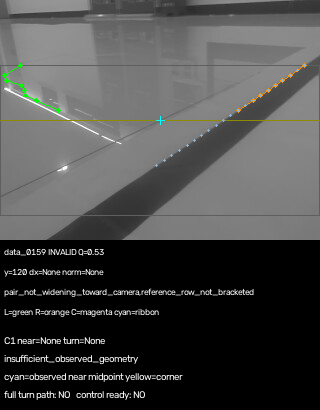 data_0159 INVALID Q=0.53
y=120 dx=None norm=None
pair_not_widening_toward_camera,reference_row_not_bracketed
L=green R=orange C=magenta cyan=ribbon
C1 near=None turn=None
insufficient_observed_geometry
cyan=observed near midpoint yellow=corner
full turn path: NO control ready: NO